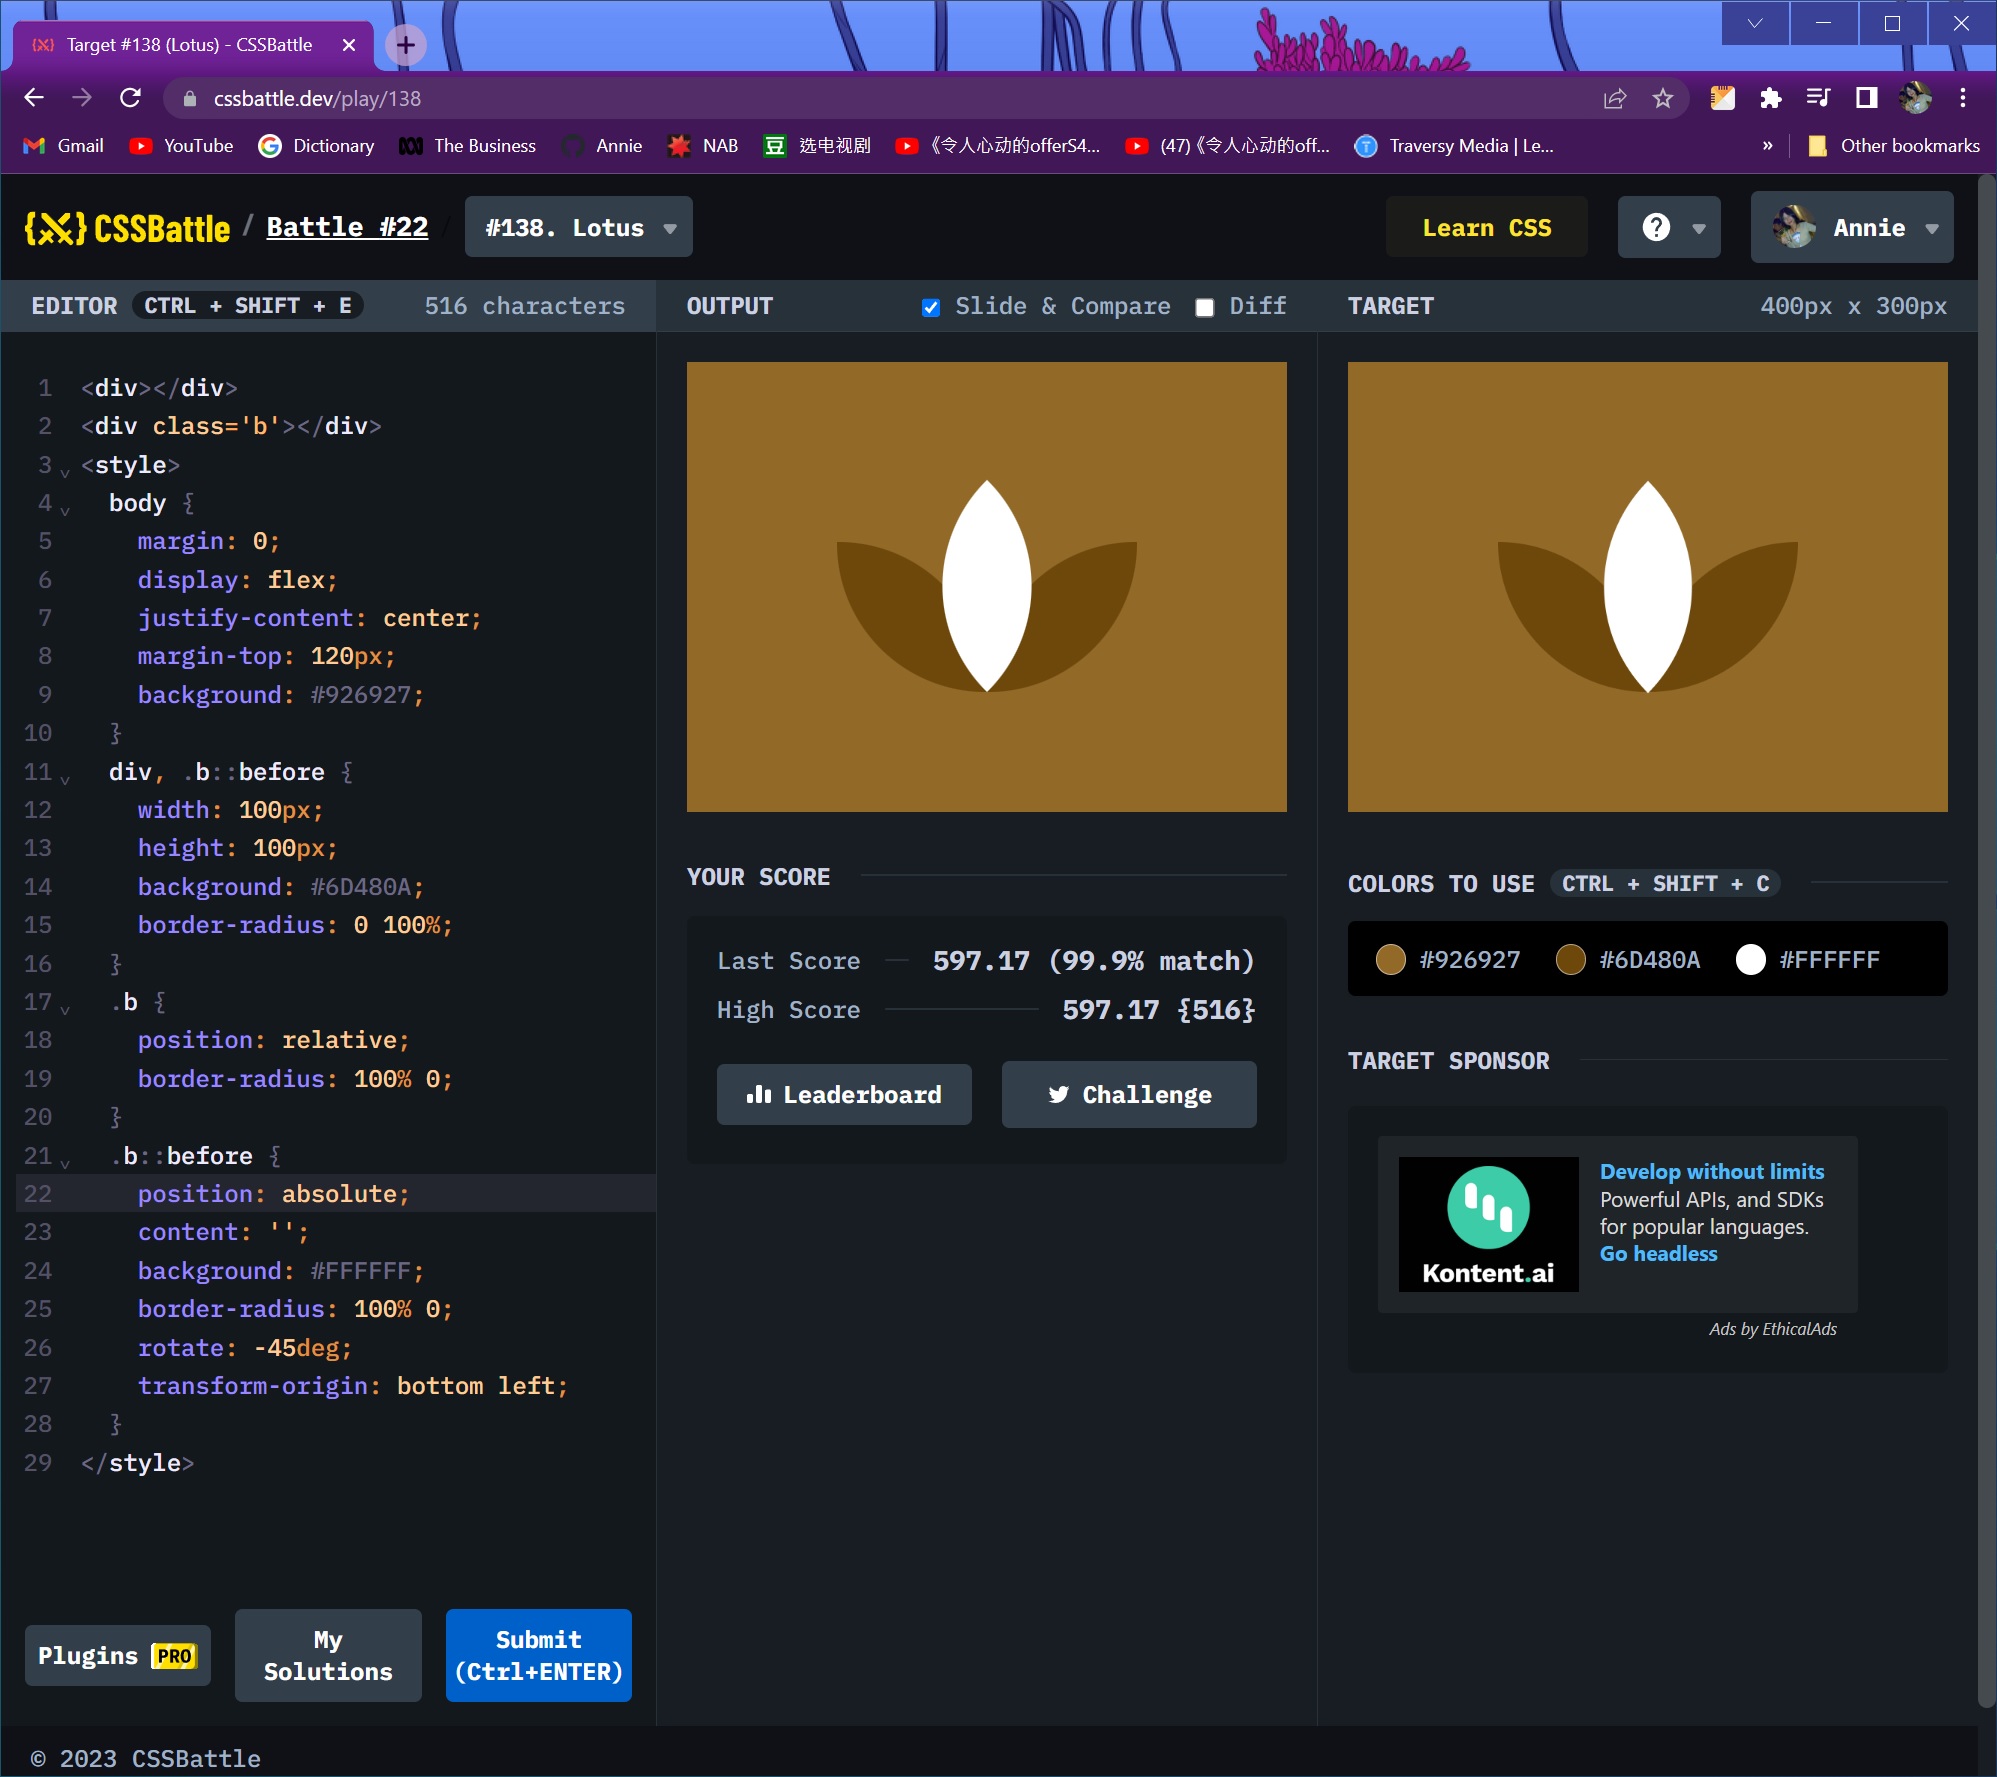 Target #138 (Lotus) - CSSBattle
cssbattle.dev/play/138
Gmail YouTube Dictionary The Business Annie NAB 选电视剧 《令人心动的offerS4... (47)《令人心动的off... Traversy Media | Le... » Other bookmarks
{X} CSSBattle / Battle #22 / #138. Lotus Learn CSS ? Annie
EDITOR CTRL + SHIFT + E 516 characters OUTPUT Slide & Compare Diff TARGET 400px x 300px
1 <div></div>
2 <div class='b'></div>
3 <style>
4 body {
5 margin: 0;
6 display: flex;
7 justify-content: center;
8 margin-top: 120px;
9 background: #926927;
10 }
11 div, .b::before {
12 width: 100px;
13 height: 100px;
14 background: #6D480A;
15 border-radius: 0 100%;
16 }
17 .b {
18 position: relative;
19 border-radius: 100% 0;
20 }
21 .b::before {
22 position: absolute;
23 content: '';
24 background: #FFFFFF;
25 border-radius: 100% 0;
26 rotate: -45deg;
27 transform-origin: bottom left;
28 }
29 </style>
Plugins PRO
My Solutions
Submit (Ctrl+ENTER)
YOUR SCORE
Last Score 597.17 (99.9% match)
High Score 597.17 {516}
Leaderboard Challenge
COLORS TO USE CTRL + SHIFT + C
#926927 #6D480A #FFFFFF
TARGET SPONSOR
Kontent.ai
Develop without limits
Powerful APIs, and SDKs
for popular languages.
Go headless
Ads by EthicalAds
© 2023 CSSBattle